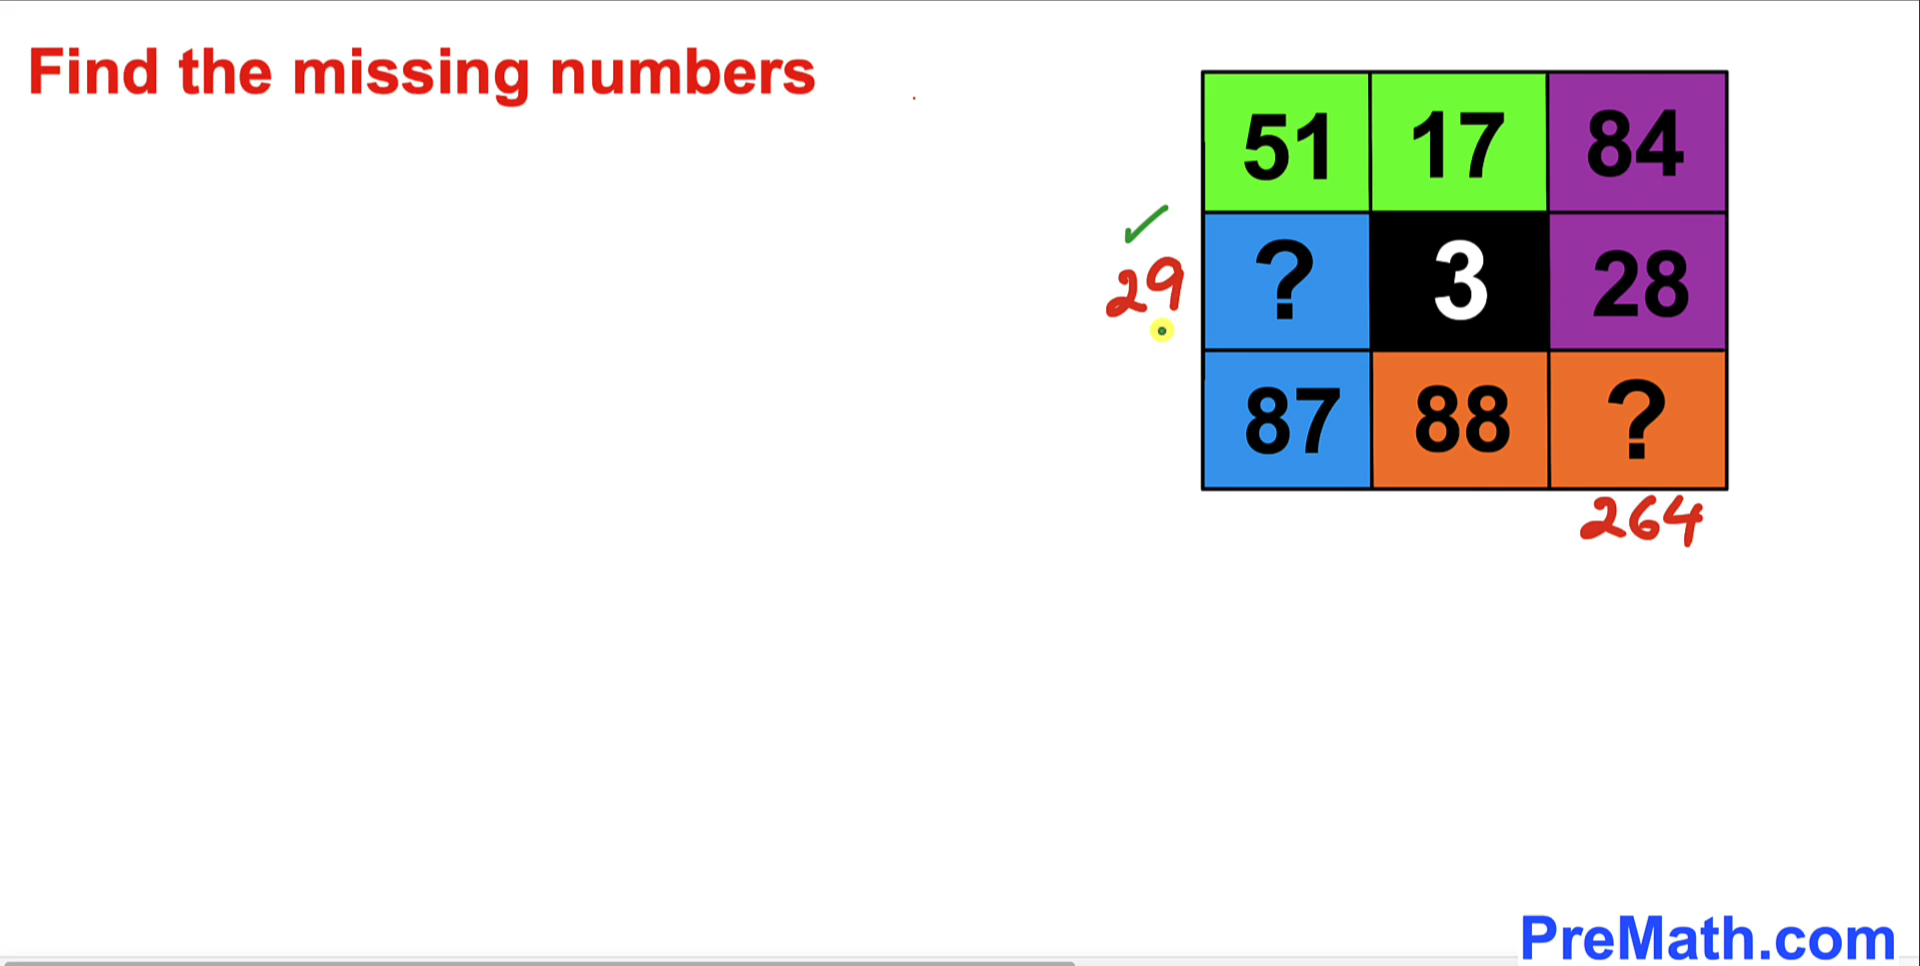 Find the missing numbers
51 17 84
29 ? 3 28
87 88 ?
264
PreMath.com